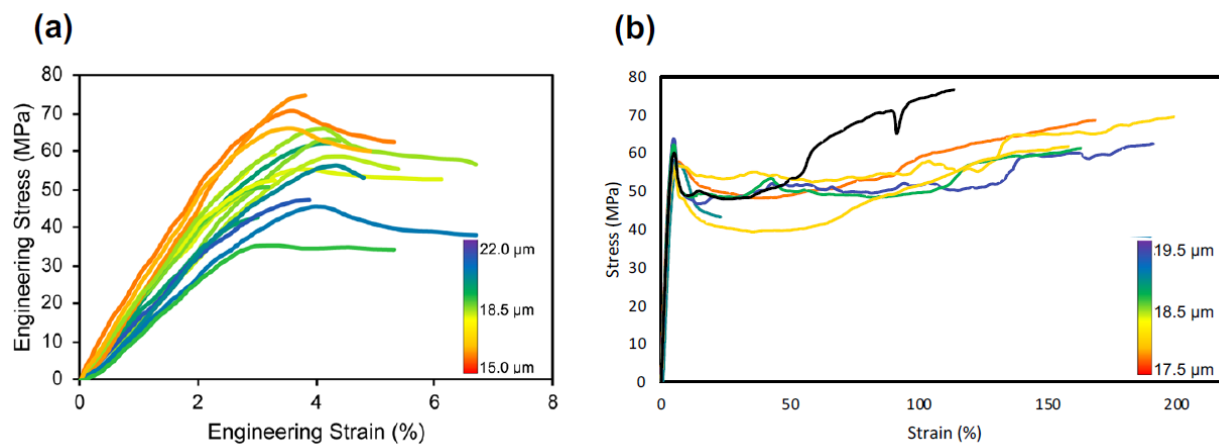 (a)
Engineering Stress (MPa)
80
70
60
50
40
30
20
10
0
0 2 4 6 8
Engineering Strain (%)
22.0 µm
18.5 µm
15.0 µm
(b)
Stress (MPa)
80
70
60
50
40
30
20
10
0
0 50 100 150 200
Strain (%)
19.5 µm
18.5 µm
17.5 µm